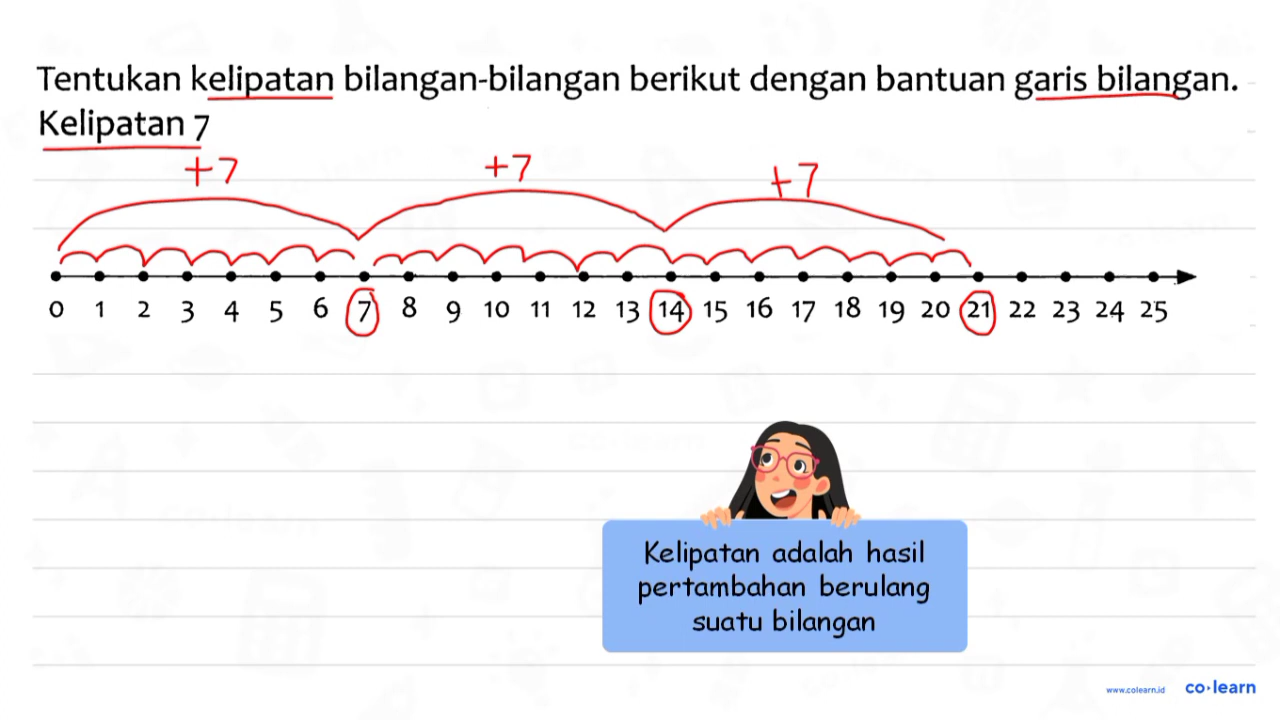 Tentukan kelipatan bilangan-bilangan berikut dengan bantuan garis bilangan.
Kelipatan 7
+7 +7 +7
0 1 2 3 4 5 6 7 8 9 10 11 12 13 14 15 16 17 18 19 20 21 22 23 24 25
Kelipatan adalah hasil
pertambahan berulang
suatu bilangan
www.colearn.id co·learn